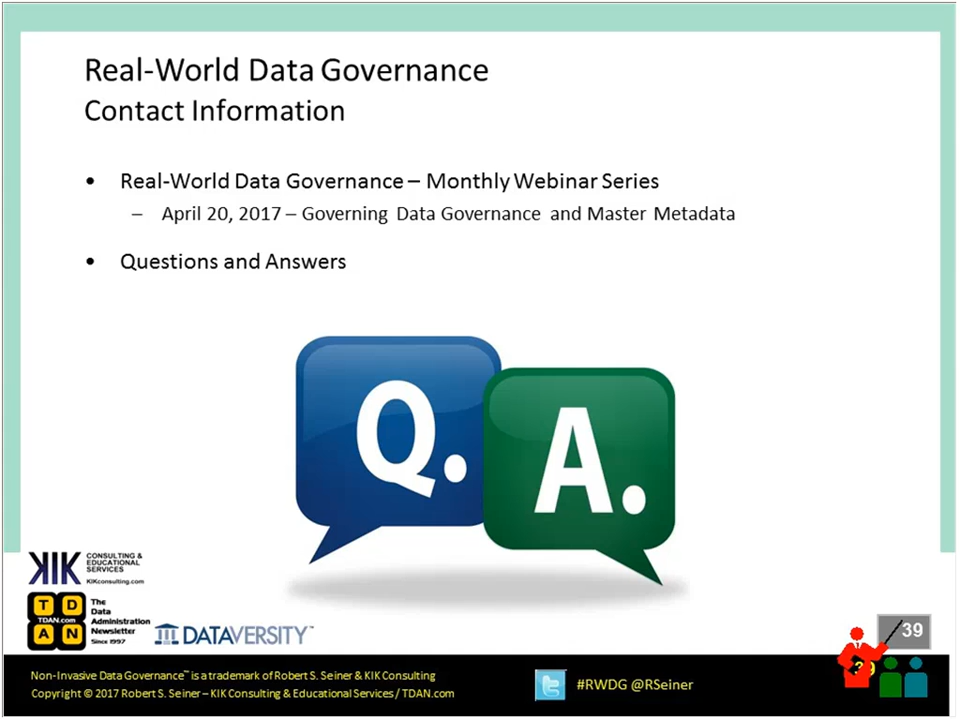 Real-World Data Governance
Contact Information
• Real-World Data Governance – Monthly Webinar Series
– April 20, 2017 – Governing Data Governance and Master Metadata
• Questions and Answers
Q.
A.
KIK CONSULTING &
EDUCATIONAL
SERVICES
KIKconsulting.com
T D
TDAN.com
A N
The
Data
Administration
Newsletter
Since 1997
DATAVERSITY™
39
39
Non-Invasive Data Governance™ is a trademark of Robert S. Seiner & KIK Consulting
Copyright © 2017 Robert S. Seiner – KIK Consulting & Educational Services / TDAN.com
#RWDG @RSeiner